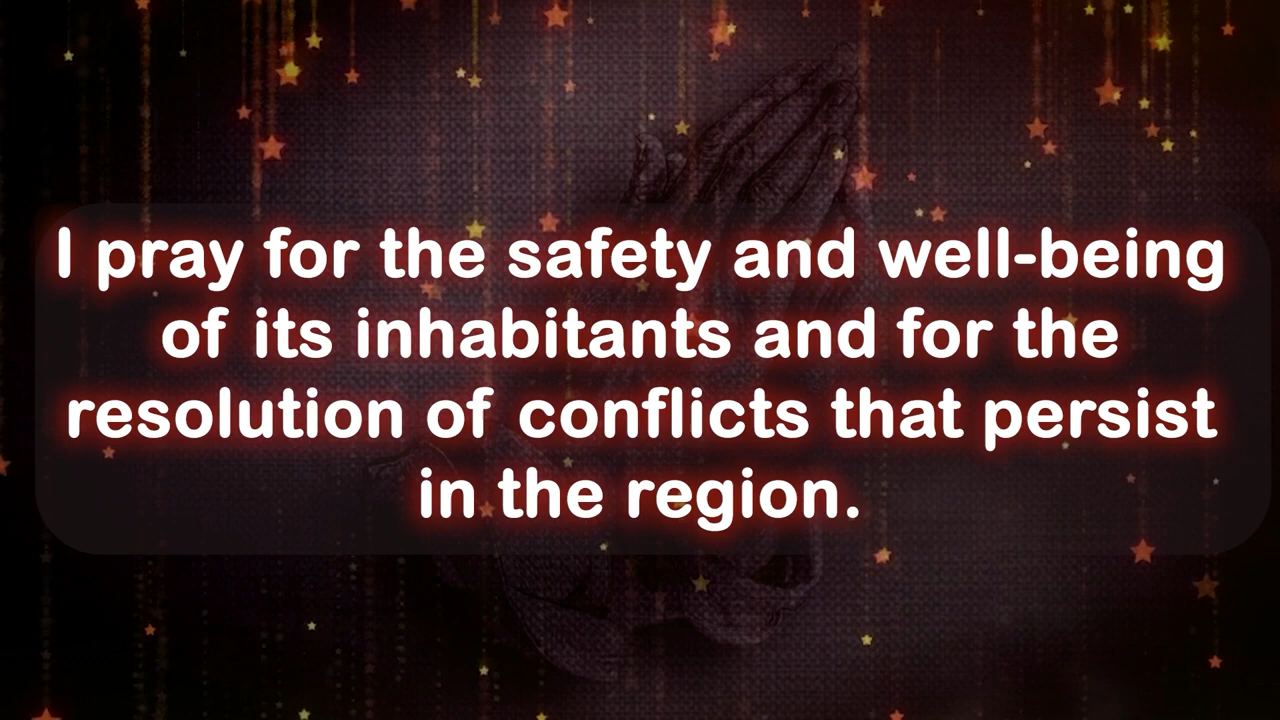 I pray for the safety and well-being
of its inhabitants and for the
resolution of conflicts that persist
in the region.